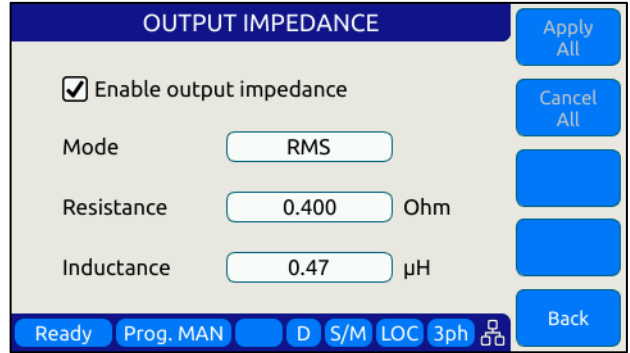 OUTPUT IMPEDANCE
Apply
All
Enable output impedance
Cancel
All
Mode RMS
Resistance 0.400 Ohm
Inductance 0.47 µH
Back
Ready Prog. MAN D S/M LOC 3ph